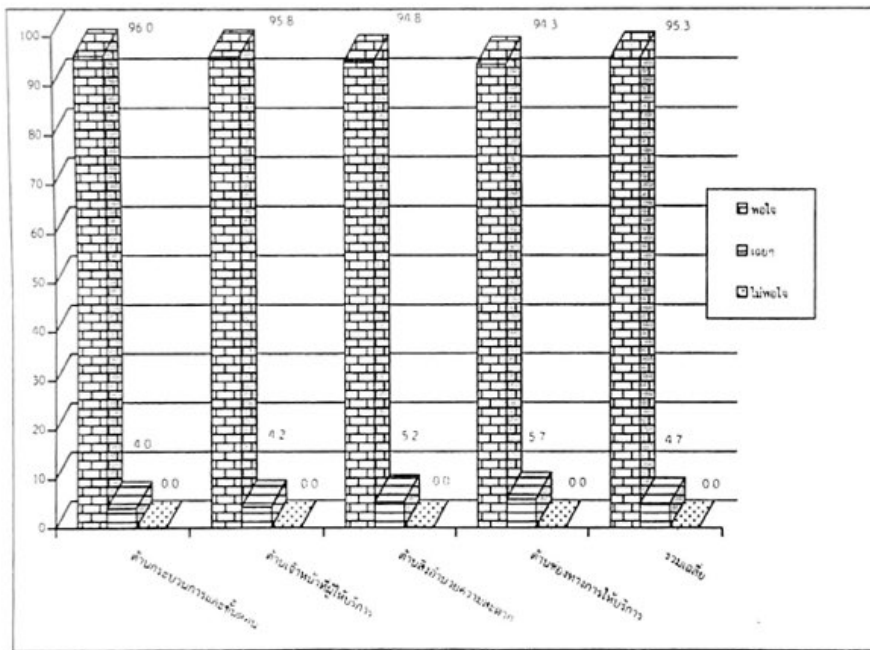 96.0 95.8 94.8 94.3 95.3
100
90
80
70
60
50
40
30
20
10
0
4.0 0.0 4.2 0.0 5.2 0.0 5.7 0.0 4.7 0.0
พอใจ
เฉยๆ
ไม่พอใจ
ด้านกระบวนการและขั้นตอน
ด้านเจ้าหน้าที่ผู้ให้บริการ
ด้านสิ่งอำนวยความสะดวก
ด้านช่องทางการให้บริการ
รวมเฉลี่ย